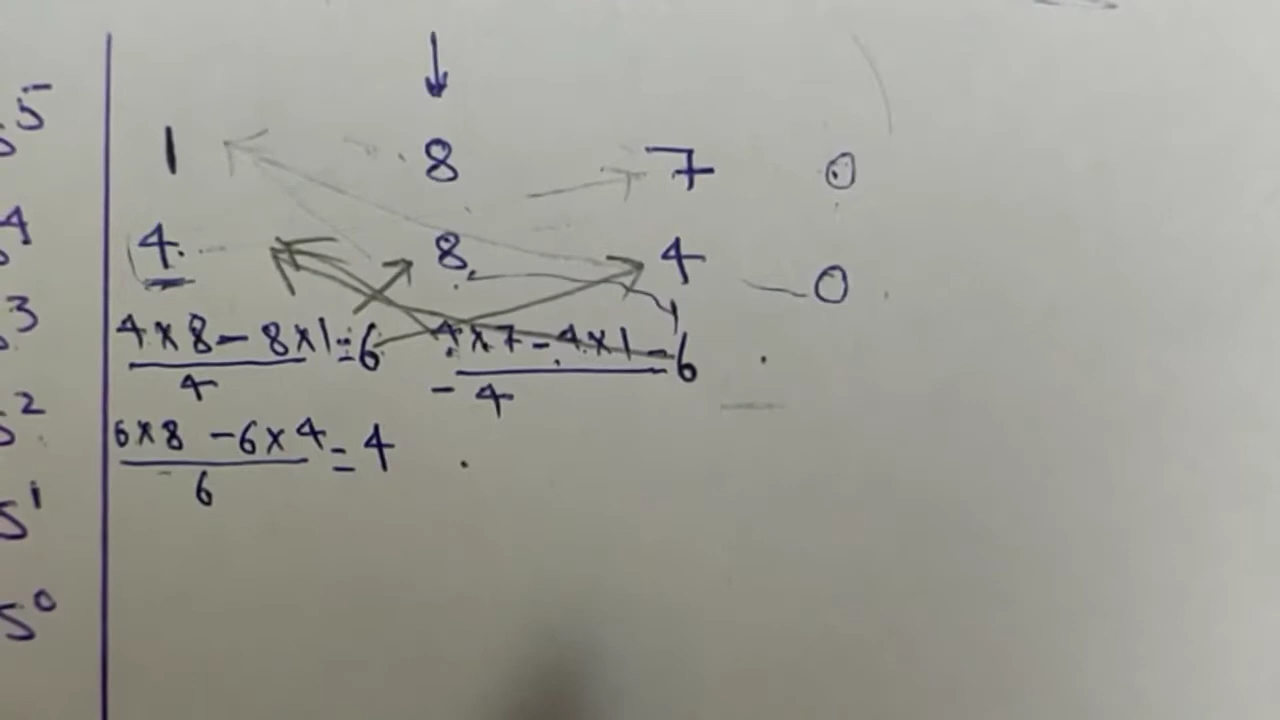 s⁵ 1 8 7 0
s⁴ 4 8 4 0
s³ 4×8-8×1/4=6 4×7-4×1/4=6
s² 6×8-6×4/6=4
s¹
s⁰